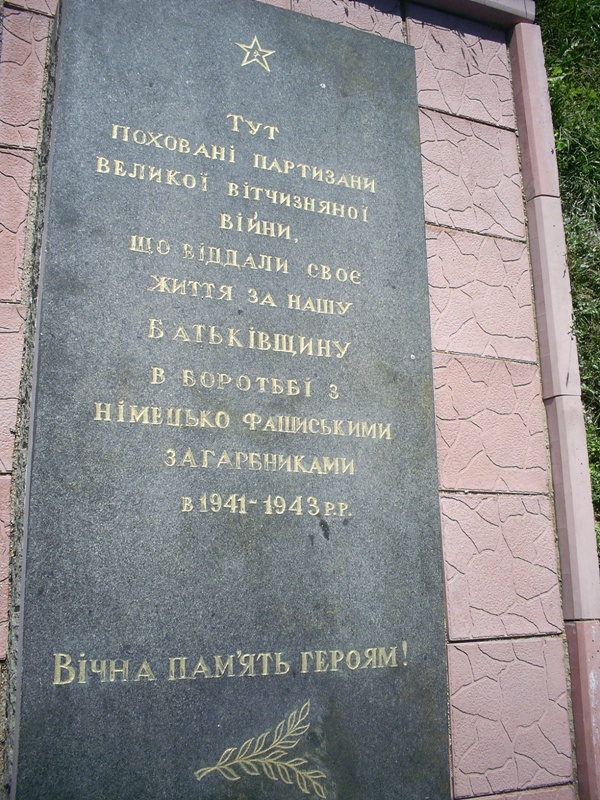 Тут
поховані партизани
Великої Вітчизняної
війни,
що віддали своє
життя за нашу
Батьківщину
в боротьбі з
німецько фашиськими
загарбниками
в 1941-1943 р.р.
Вічна пам'ять героям!